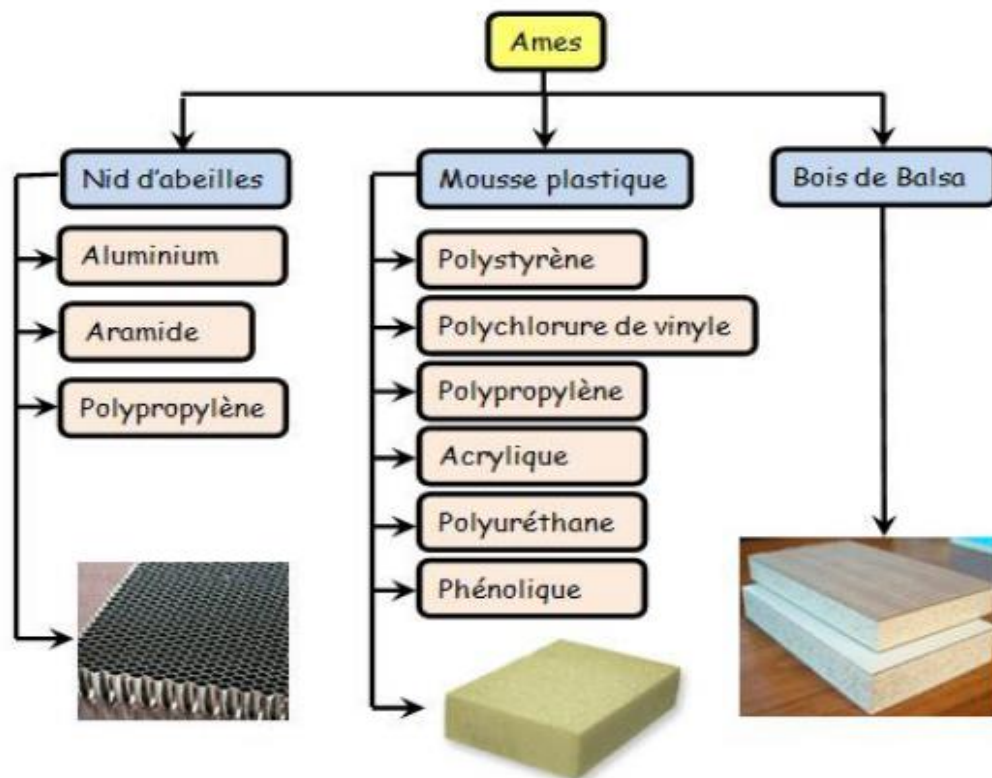 Ames
Nid d'abeilles
Aluminium
Aramide
Polypropylène
Mousse plastique
Polystyrène
Polychlorure de vinyle
Polypropylène
Acrylique
Polyuréthane
Phénolique
Bois de Balsa